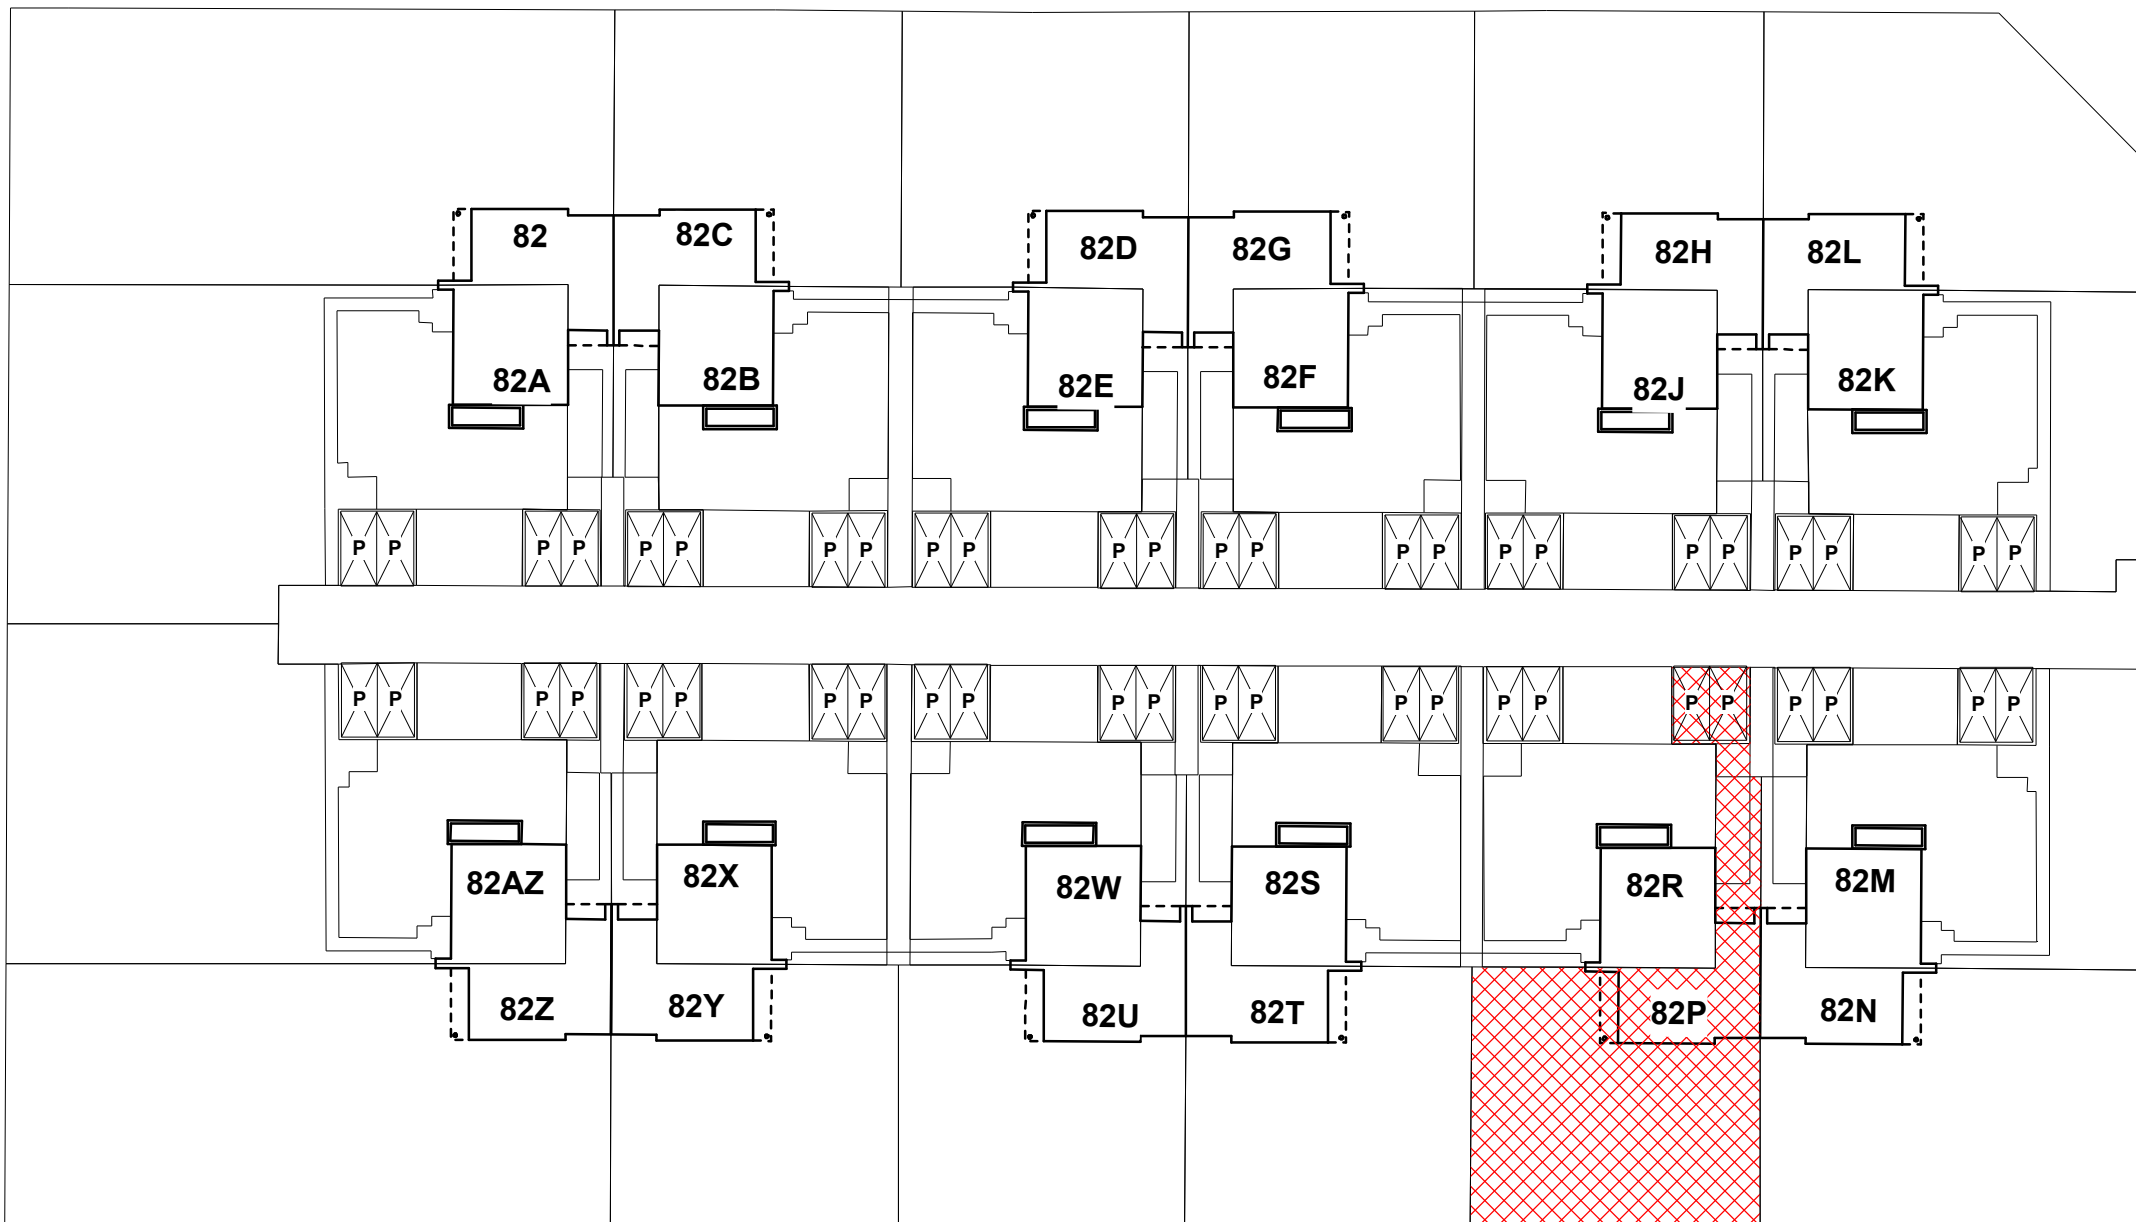 82 82C 82D 82G 82H 82L
82A 82B 82E 82F 82J 82K
P P P P P P P P P P P P P P P P P P P P P P P P
P P P P P P P P P P P P P P P P P P P P P P P P
82AZ 82X 82W 82S 82R 82M
82Z 82Y 82U 82T 82P 82N